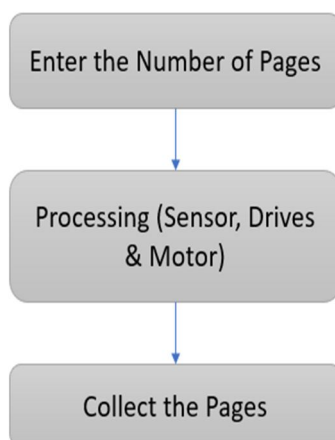 Enter the Number of Pages
Processing (Sensor, Drives
& Motor)
Collect the Pages